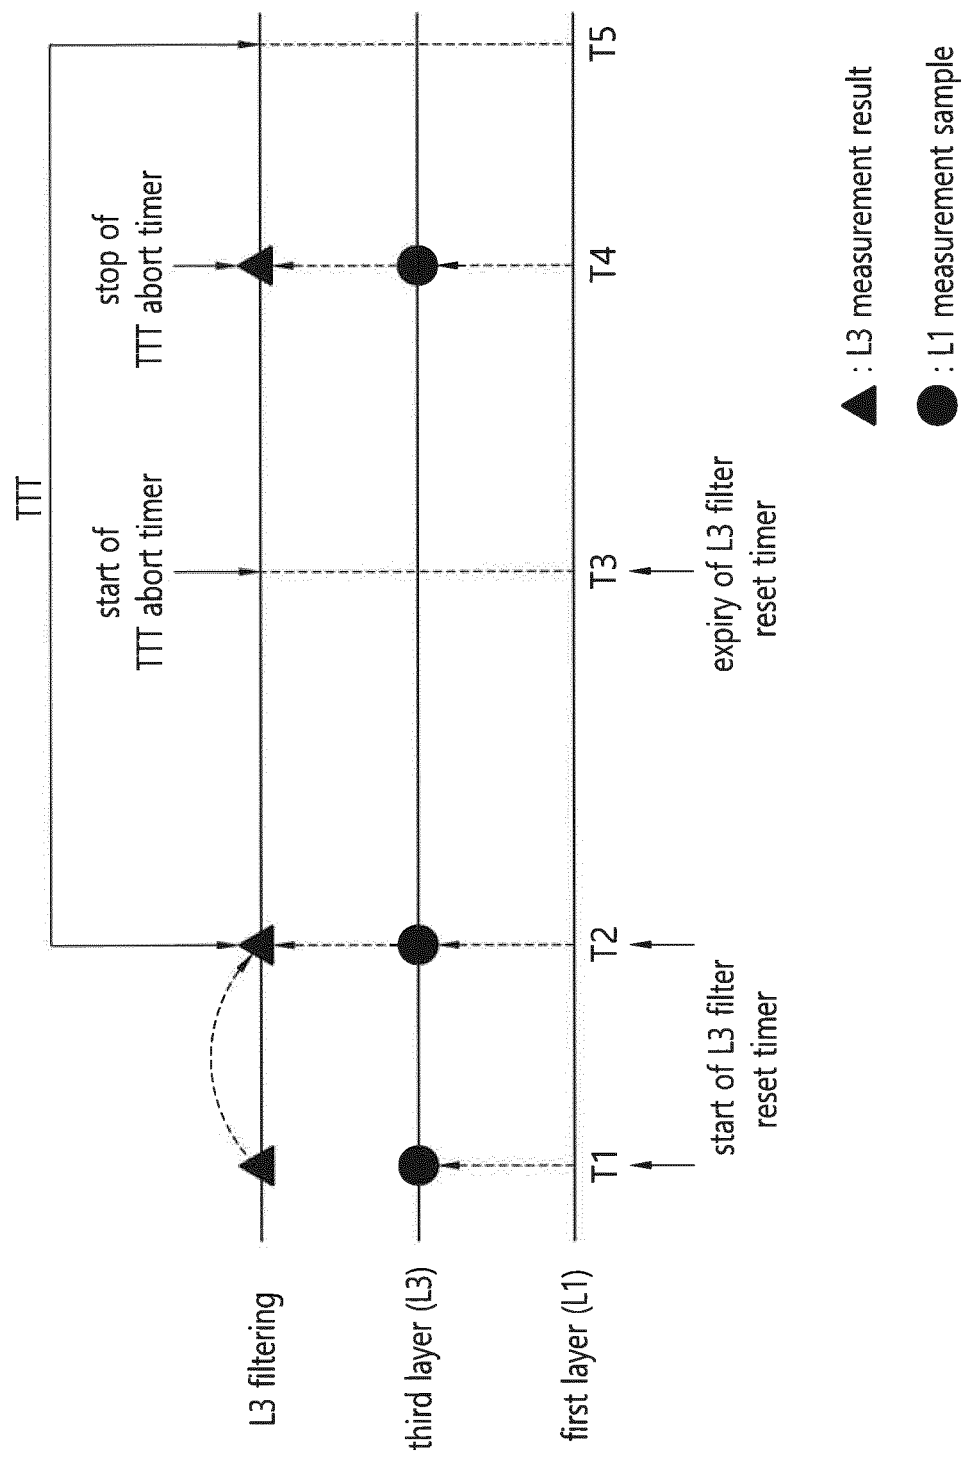 TTT
start of
TTT abort timer
stop of
TTT abort timer
L3 filtering
third layer (L3)
first layer (L1)
T1
T2
T3
T4
T5
start of L3 filter
reset timer
expiry of L3 filter
reset timer
: L3 measurement result
: L1 measurement sample